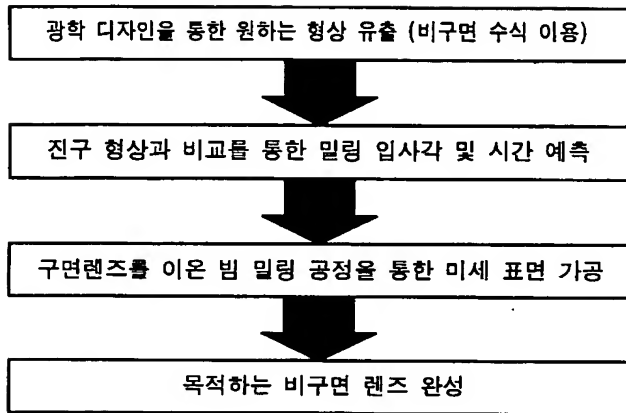 광학 디자인을 통한 원하는 형상 유출 (비구면 수식 이용)
진구 형상과 비교를 통한 밀링 입사각 및 시간 예측
구면렌즈를 이온 빔 밀링 공정을 통한 미세 표면 가공
목적하는 비구면 렌즈 완성